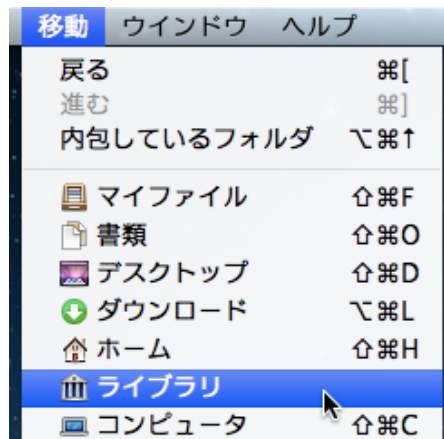 移動 ウインドウ ヘルプ
戻る ⌘[
進む ⌘]
内包しているフォルダ ⌥⌘↑
マイファイル ⇧⌘F
書類 ⇧⌘O
デスクトップ ⇧⌘D
ダウンロード ⌥⌘L
ホーム ⇧⌘H
ライブラリ
コンピュータ ⇧⌘C